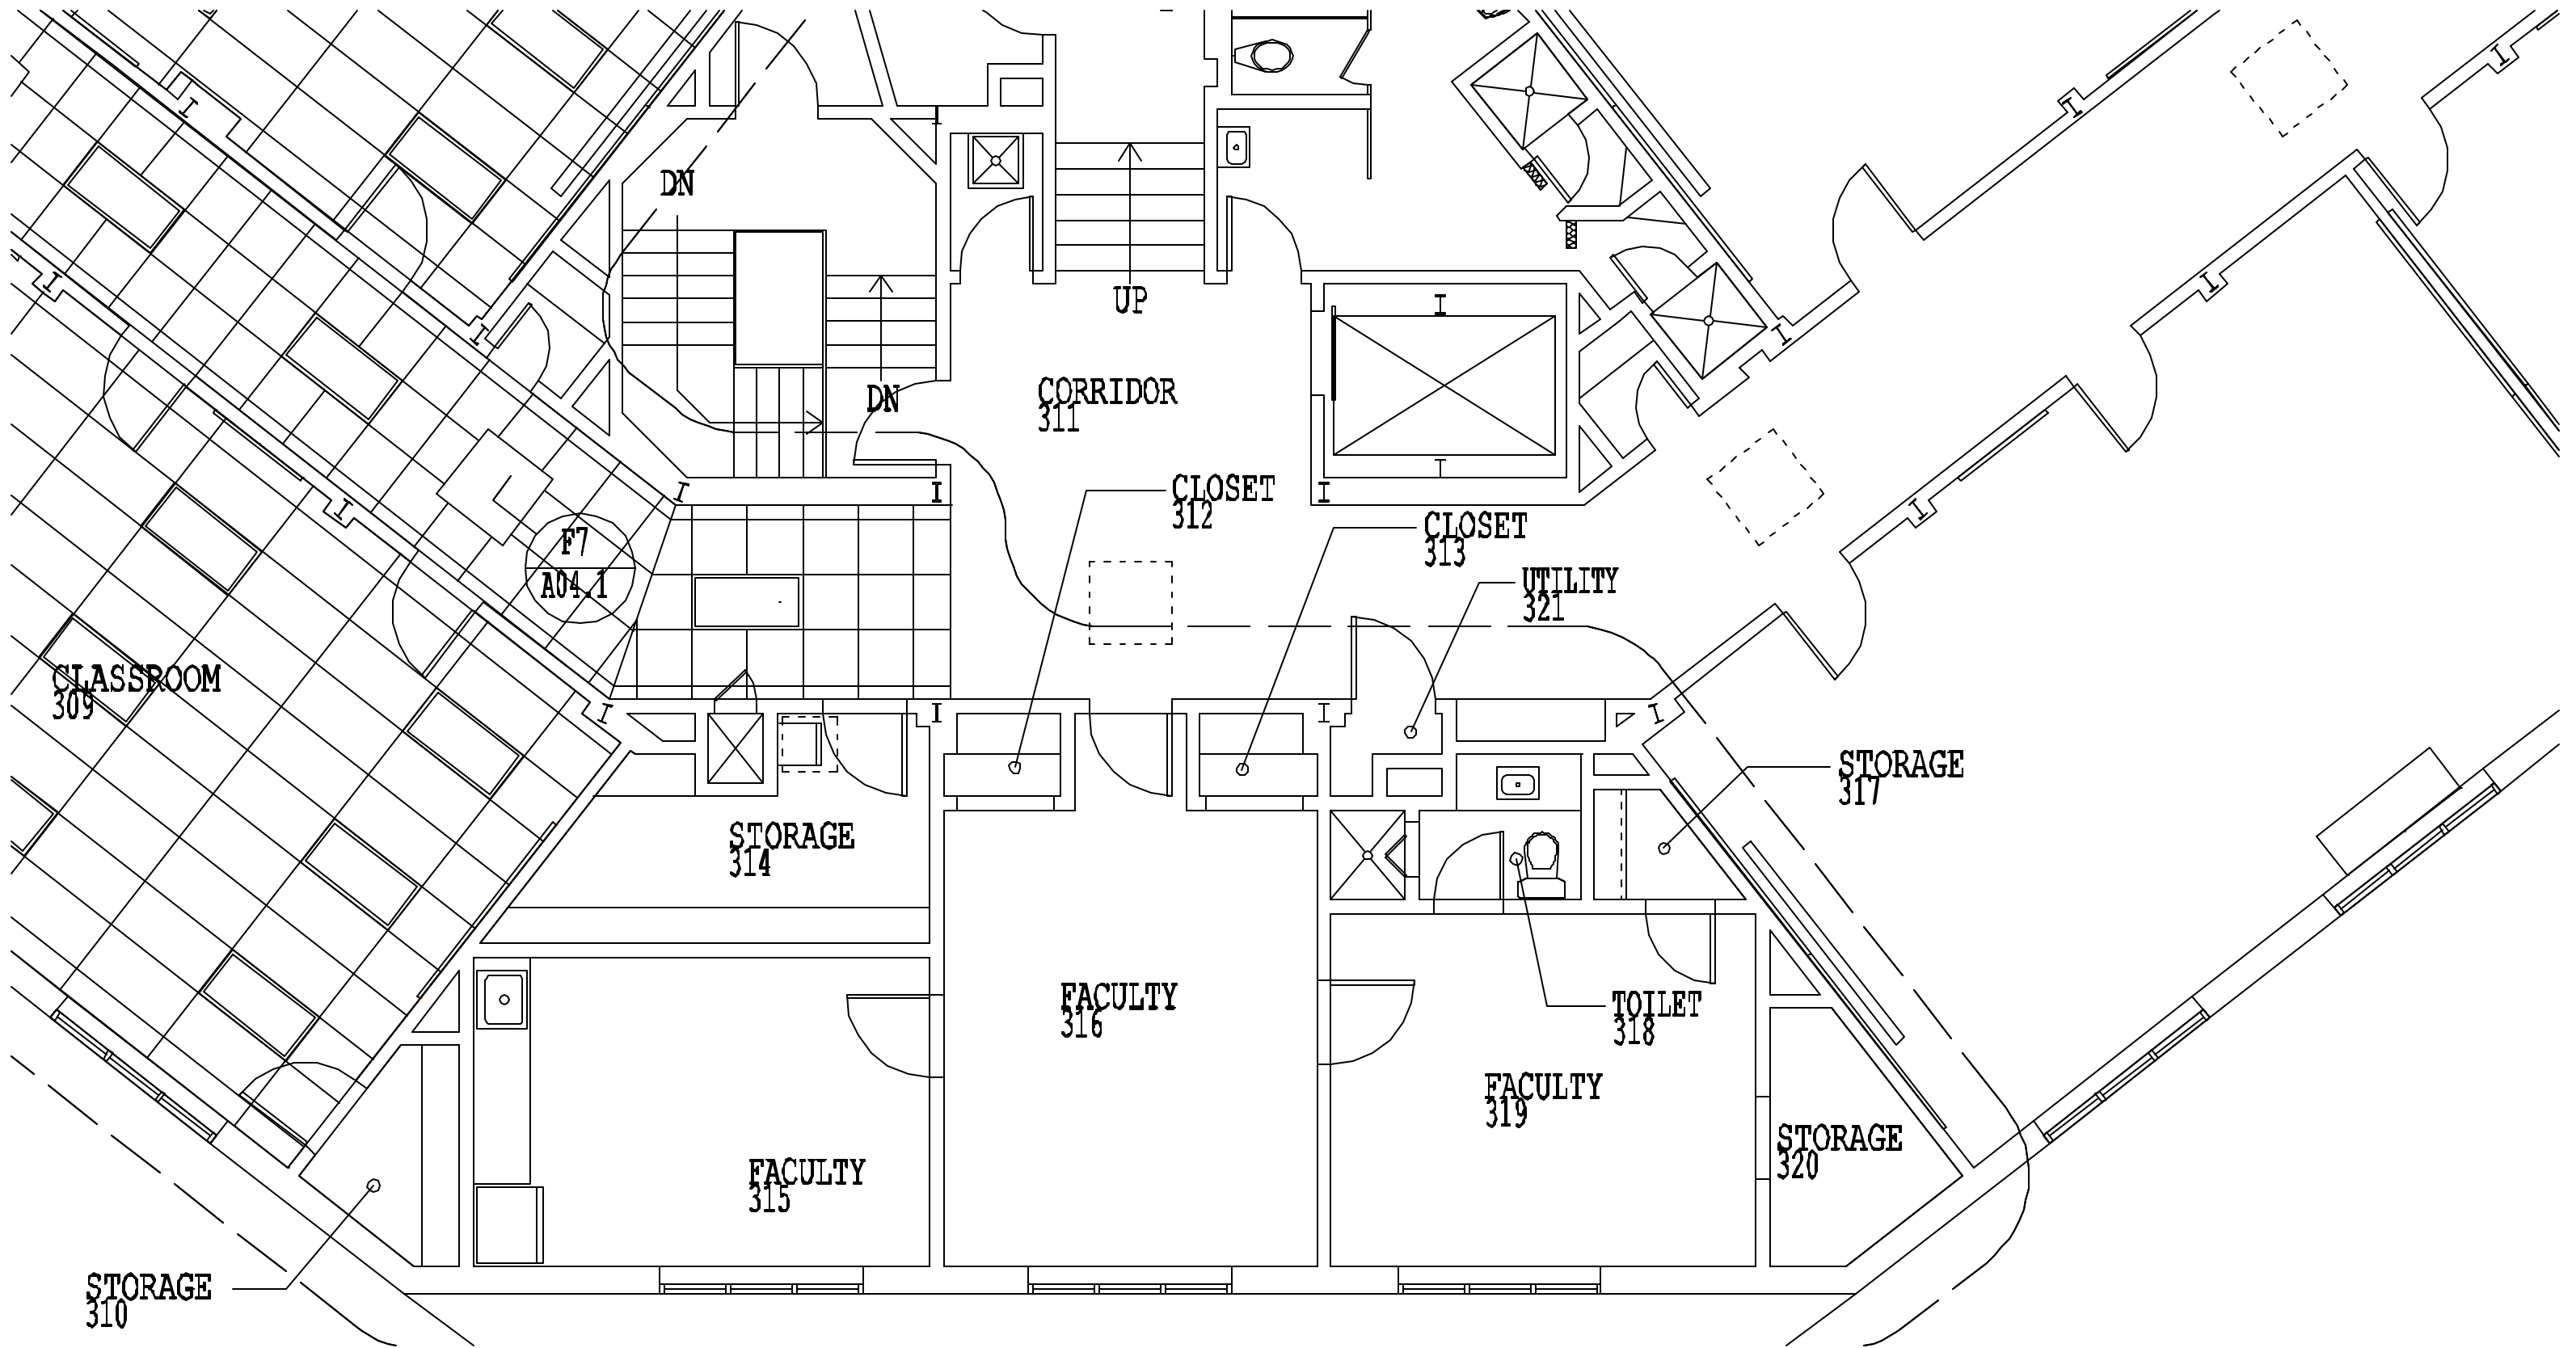 DN
UP
DN
CORRIDOR
311
CLOSET
312
CLOSET
313
F7
A04.1
UTILITY
321
CLASSROOM
309
STORAGE
317
STORAGE
314
FACULTY
316
TOILET
318
FACULTY
319
STORAGE
320
FACULTY
315
STORAGE
310